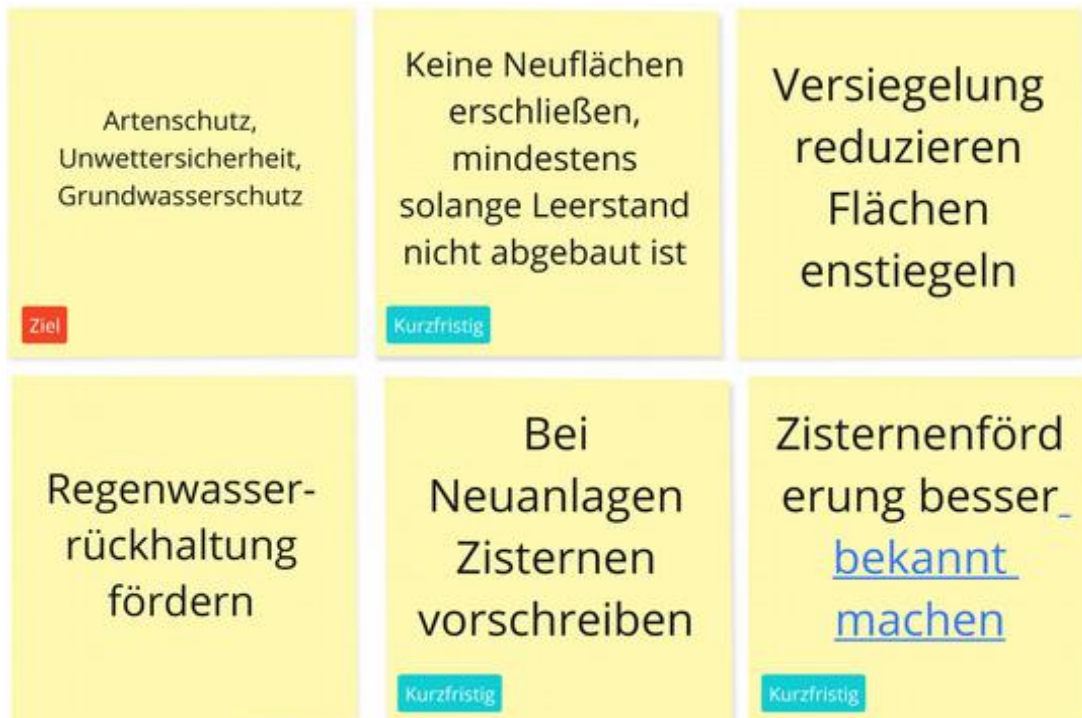 Artenschutz,
Unwettersicherheit,
Grundwasserschutz
Ziel
Keine Neuflächen
erschließen,
mindestens
solange Leerstand
nicht abgebaut ist
Kurzfristig
Versiegelung
reduzieren
Flächen
enstiegeln
Regenwasser-
rückhaltung
fördern
Bei
Neuanlagen
Zisternen
vorschreiben
Kurzfristig
Zisternenförd
erung besser
bekannt
machen
Kurzfristig